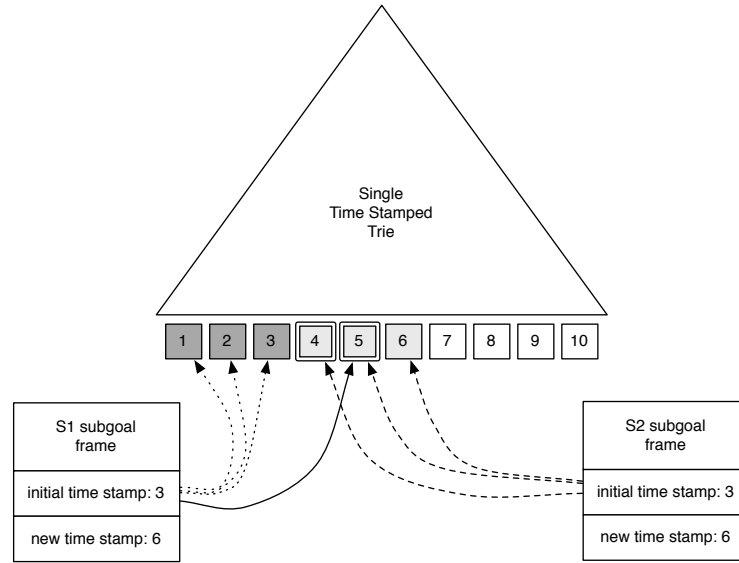 Single
Time Stamped
Trie
1 2 3 4 5 6 7 8 9 10
S1 subgoal
frame
initial time stamp: 3
new time stamp: 6
S2 subgoal
frame
initial time stamp: 3
new time stamp: 6